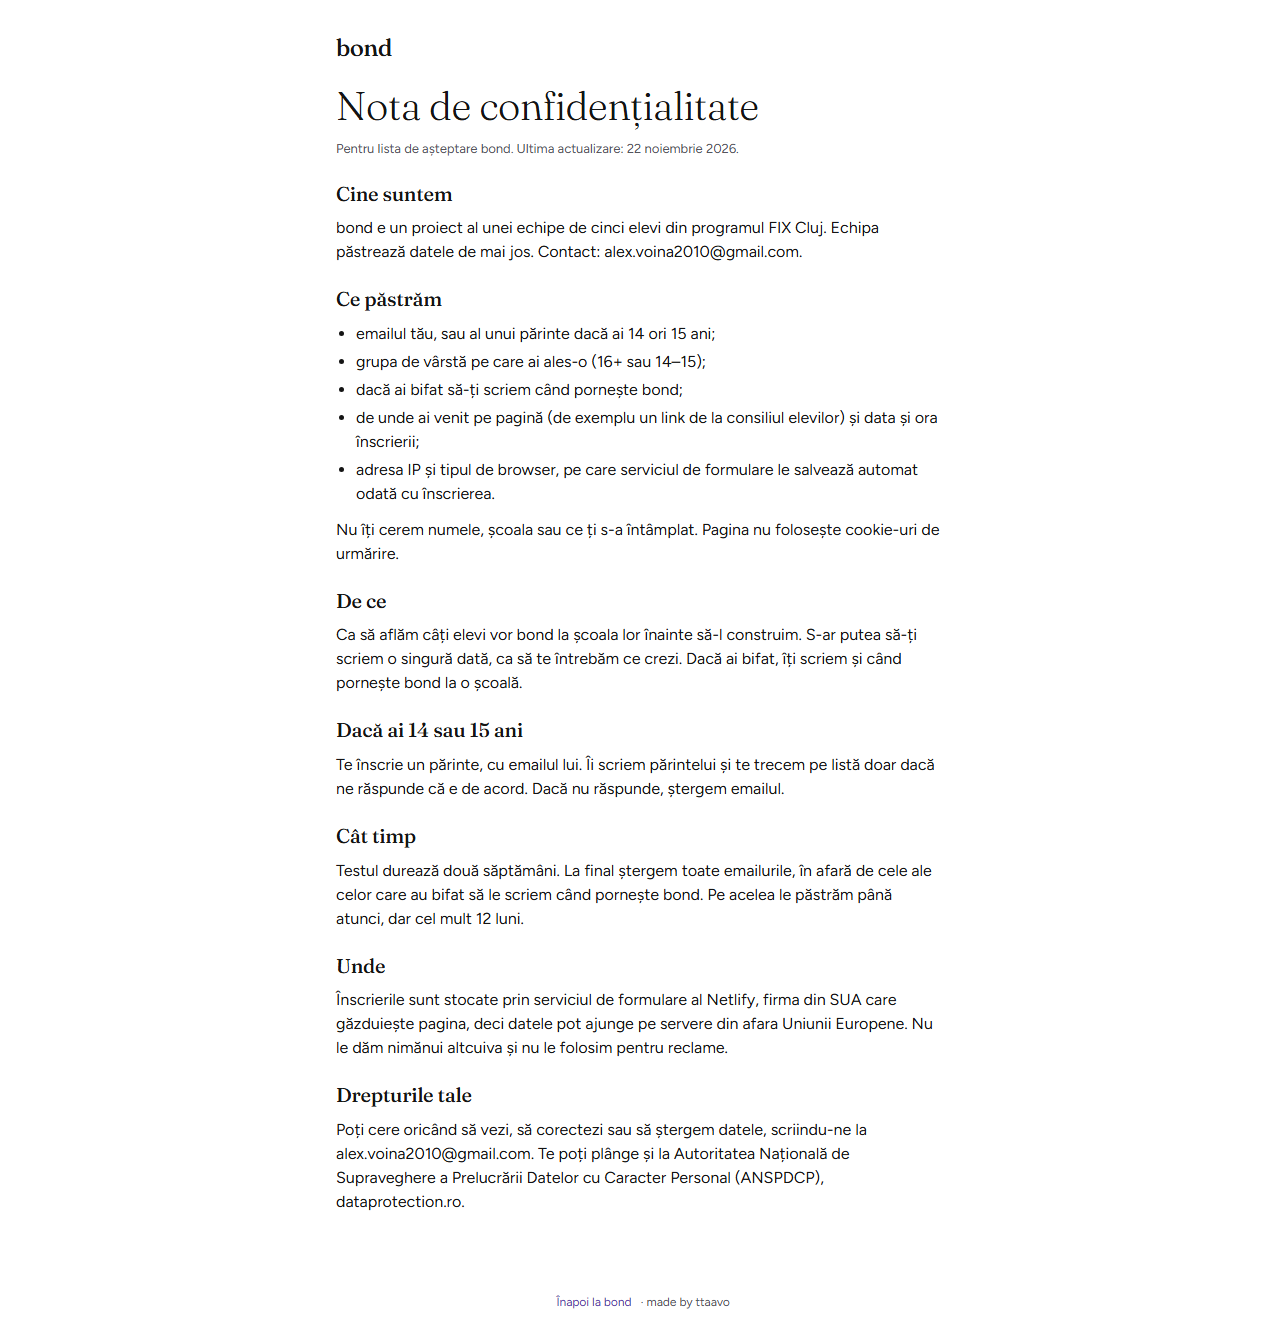 bond
Nota de confidențialitate
Pentru lista de așteptare bond. Ultima actualizare: 22 noiembrie 2026.
Cine suntem
bond e un proiect al unei echipe de cinci elevi din programul FIX Cluj. Echipa
păstrează datele de mai jos. Contact: alex.voina2010@gmail.com.
Ce păstrăm
• emailul tău, sau al unui părinte dacă ai 14 ori 15 ani;
• grupa de vârstă pe care ai ales-o (16+ sau 14–15);
• dacă ai bifat să-ți scriem când pornește bond;
• de unde ai venit pe pagină (de exemplu un link de la consiliul elevilor) și data și ora
înscrierii;
• adresa IP și tipul de browser, pe care serviciul de formulare le salvează automat
odată cu înscrierea.
Nu îți cerem numele, școala sau ce ți s-a întâmplat. Pagina nu folosește cookie-uri de
urmărire.
De ce
Ca să aflăm câți elevi vor bond la școala lor înainte să-l construim. S-ar putea să-ți
scriem o singură dată, ca să te întrebăm ce crezi. Dacă ai bifat, îți scriem și când
pornește bond la o școală.
Dacă ai 14 sau 15 ani
Te înscrie un părinte, cu emailul lui. Îi scriem părintelui și te trecem pe listă doar dacă
ne răspunde că e de acord. Dacă nu răspunde, ștergem emailul.
Cât timp
Testul durează două săptămâni. La final ștergem toate emailurile, în afară de cele ale
celor care au bifat să le scriem când pornește bond. Pe acelea le păstrăm până
atunci, dar cel mult 12 luni.
Unde
Înscrierile sunt stocate prin serviciul de formulare al Netlify, firma din SUA care
găzduiește pagina, deci datele pot ajunge pe servere din afara Uniunii Europene. Nu
le dăm nimănui altcuiva și nu le folosim pentru reclame.
Drepturile tale
Poți cere oricând să vezi, să corectezi sau să ștergem datele, scriindu-ne la
alex.voina2010@gmail.com. Te poți plânge și la Autoritatea Națională de
Supraveghere a Prelucrării Datelor cu Caracter Personal (ANSPDCP),
dataprotection.ro.
Înapoi la bond · made by ttaavo